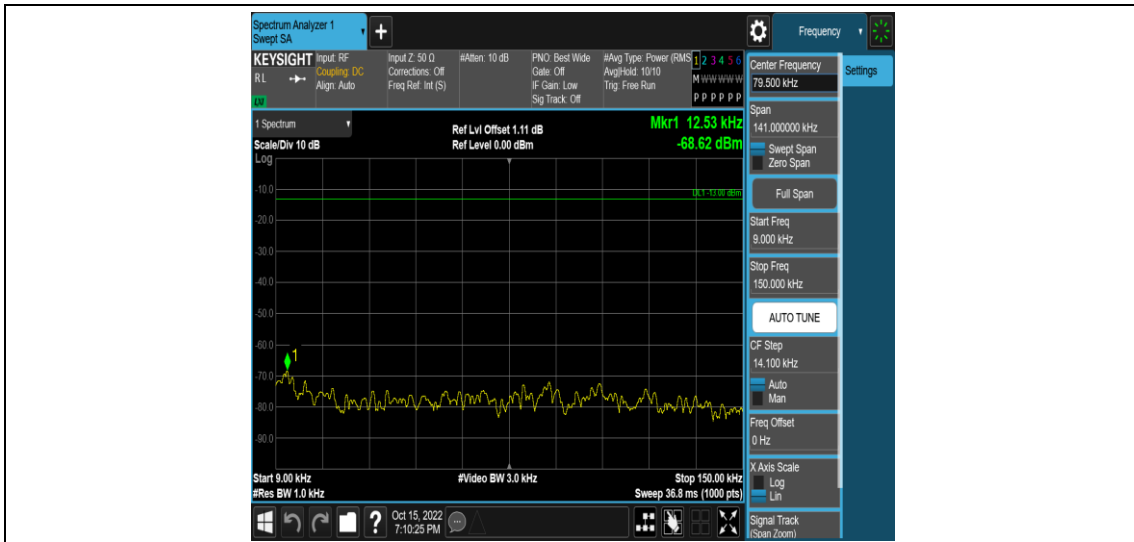 Spectrum Analyzer 1
Swept SA
+
Frequency
KEYSIGHT
RL
LXI
Input: RF
Coupling: DC
Align: Auto
Input Z: 50 Ω
Corrections: Off
Freq Ref: Int (S)
#Atten: 10 dB
PNO: Best Wide
Gate: Off
IF Gain: Low
Sig Track: Off
#Avg Type: Power (RMS
Avg|Hold: 10/10
Trig: Free Run
1 2 3 4 5 6
M W W W W W
P P P P P P
1 Spectrum
Scale/Div 10 dB
Log
Ref Lvl Offset 1.11 dB
Ref Level 0.00 dBm
Mkr1 12.53 kHz
-68.62 dBm
DL1 -13.00 dBm
-10.0
-20.0
-30.0
-40.0
-50.0
-60.0
-70.0
-80.0
-90.0
1
Start 9.00 kHz
#Res BW 1.0 kHz
#Video BW 3.0 kHz
Stop 150.00 kHz
Sweep 36.8 ms (1000 pts)
Center Frequency
79.500 kHz
Settings
Span
141.000000 kHz
Swept Span
Zero Span
Full Span
Start Freq
9.000 kHz
Stop Freq
150.000 kHz
AUTO TUNE
CF Step
14.100 kHz
Auto
Man
Freq Offset
0 Hz
X Axis Scale
Log
Lin
Signal Track
(Span Zoom)
?
Oct 15, 2022
7:10:25 PM